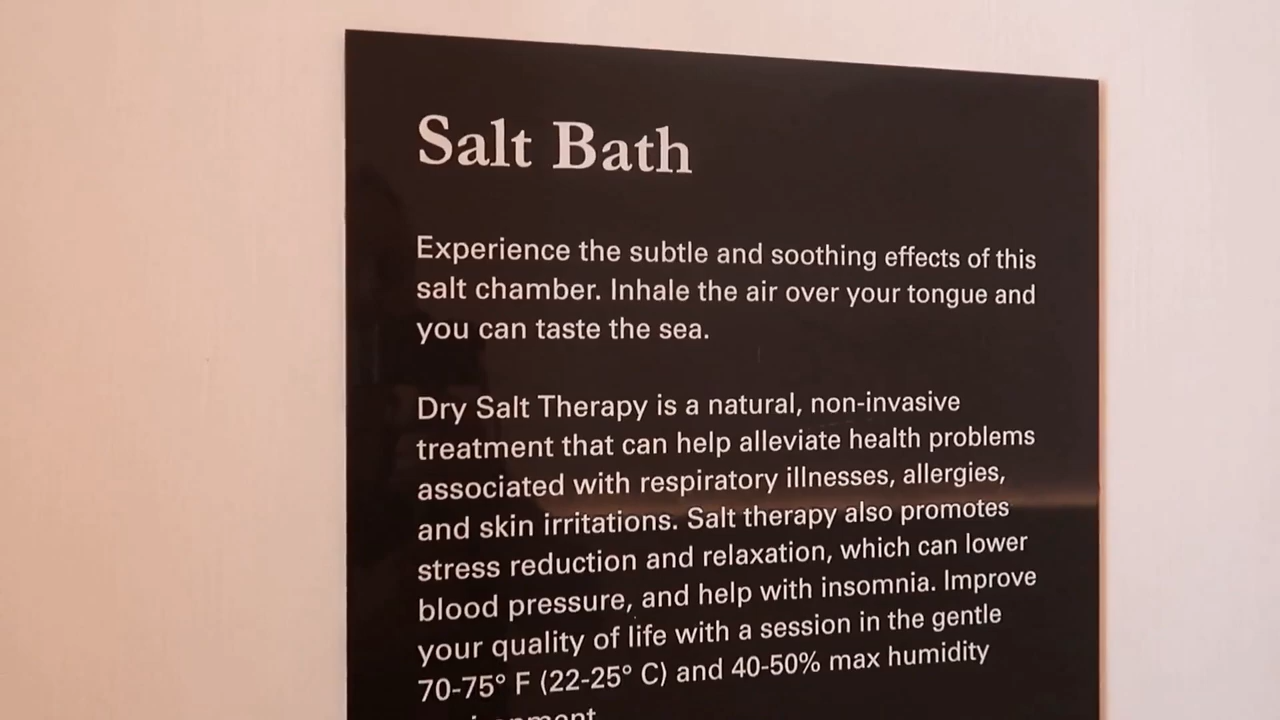 Salt Bath
Experience the subtle and soothing effects of this
salt chamber. Inhale the air over your tongue and
you can taste the sea.
Dry Salt Therapy is a natural, non-invasive
treatment that can help alleviate health problems
associated with respiratory illnesses, allergies,
and skin irritations. Salt therapy also promotes
stress reduction and relaxation, which can lower
blood pressure, and help with insomnia. Improve
your quality of life with a session in the gentle
70-75° F (22-25° C) and 40-50% max humidity